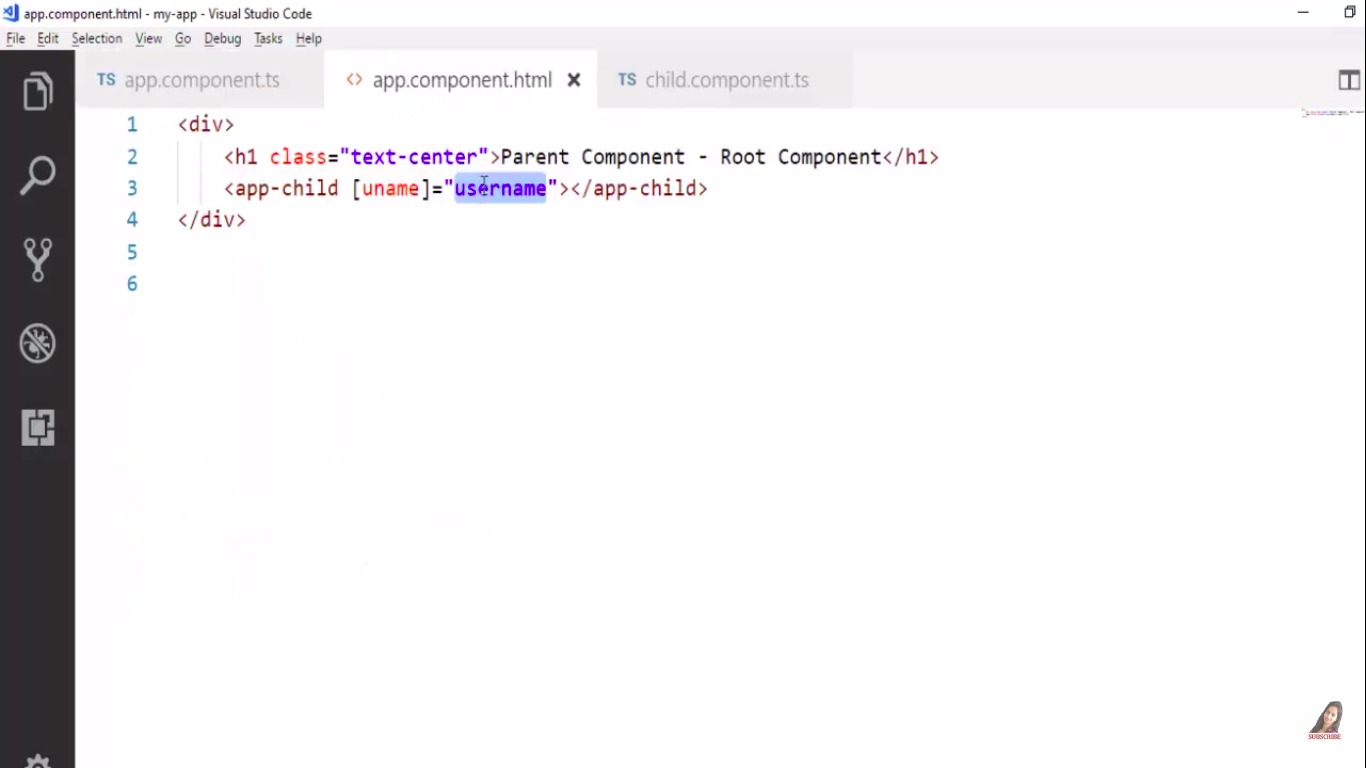 app.component.html - my-app - Visual Studio Code
File Edit Selection View Go Debug Tasks Help
TS app.component.ts <> app.component.html TS child.component.ts
1 <div>
2 <h1 class="text-center">Parent Component - Root Component</h1>
3 <app-child [uname]="username"></app-child>
4 </div>
5
6
SUBSCRIBE